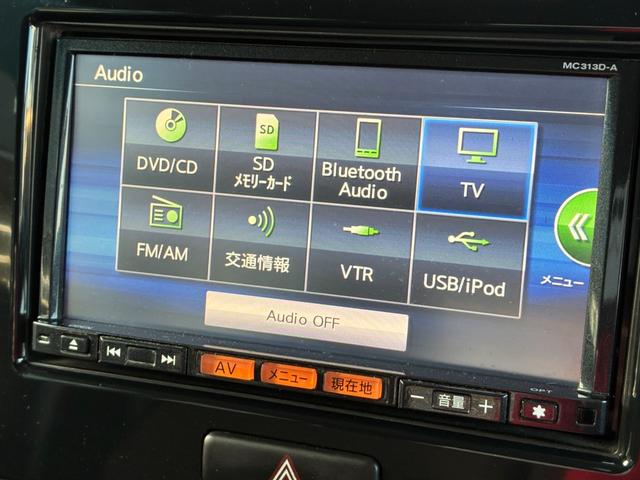 MC313D-A
Audio
DVD/CD
SD
SD
メモリーカード
Bluetooth
Audio
TV
FM/AM
交通情報
VTR
USB/iPod
メニュー
Audio OFF
AV
メニュー
現在地
音量
OPT